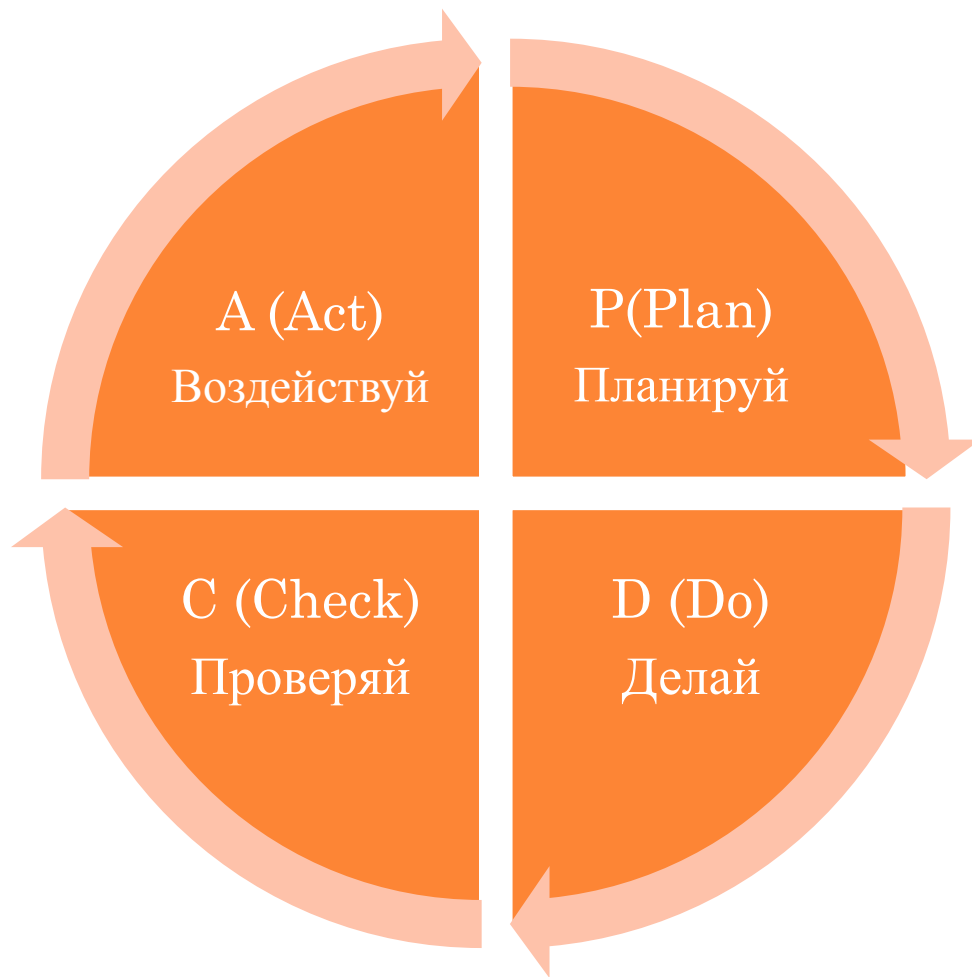 A (Act)
Воздействуй
P(Plan)
Планируй
C (Check)
Проверяй
D (Do)
Делай